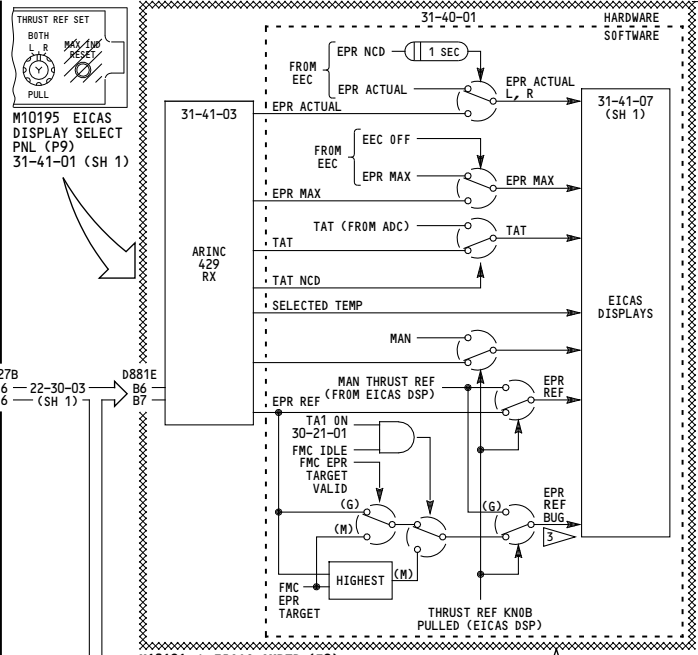 THRUST REF SET
BOTH
L R
MAX IND
RESET
PULL
M10195 EICAS
DISPLAY SELECT
PNL (P9)
31-41-01 (SH 1)
31-40-01
HARDWARE
SOFTWARE
EPR NCD
1 SEC
FROM
EEC
EPR ACTUAL
EPR ACTUAL
L, R
31-41-03
EPR ACTUAL
31-41-07
(SH 1)
EEC OFF
FROM
EEC
EPR MAX
EPR MAX
EPR MAX
TAT (FROM ADC)
TAT
TAT
ARINC
429
RX
TAT NCD
SELECTED TEMP
EICAS
DISPLAYS
MAN
27B
6
22-30-03
6
(SH 1)
D881E
B6
B7
MAN THRUST REF
(FROM EICAS DSP)
EPR
REF
EPR REF
TAI ON
30-21-01
FMC IDLE
FMC EPR
TARGET
VALID
(G)
(M)
(G)
EPR
REF
BUG
3
HIGHEST
(M)
FMC
EPR
TARGET
THRUST REF KNOB
PULLED (EICAS DSP)